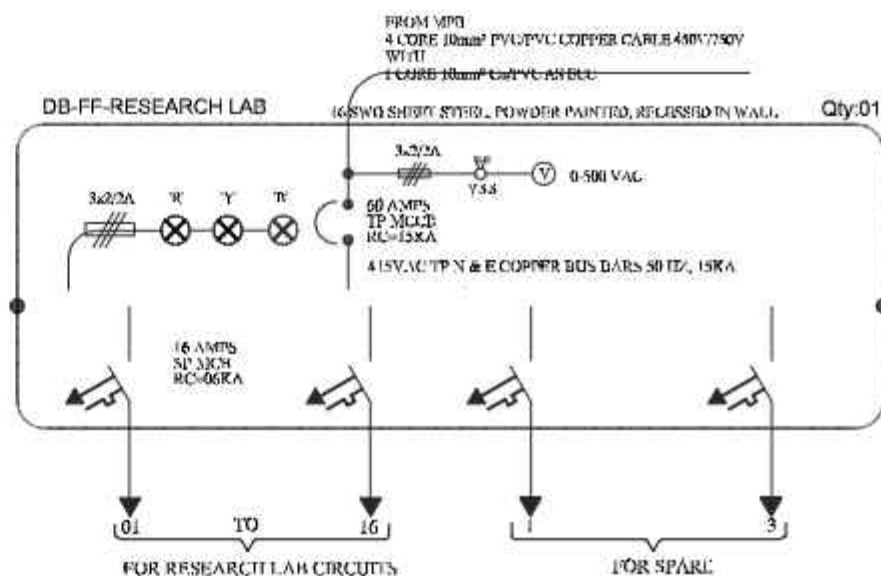 FROM MPB
4 CORE 10mm² PVC/PVC COPPER CABLE 450V/750V
WITH
1 CORE 10mm² Cu/PVC AS ECC
DB-FF-RESEARCH LAB
16 SWG SHEET STEEL, POWDER PAINTED, RECESSED IN WALL
Qty:01
3x2/2A
V.S.S
V
0-500 VAC
3x2/2A
'R'
'Y'
'B'
60 AMPS
TP MCCB
RC=15KA
415VAC TP N & E COPPER BUS BARS 50 HZ, 15KA
16 AMPS
SP MCB
RC=06KA
01
TO
16
1
3
FOR RESEARCH LAB CIRCUITS
FOR SPARE